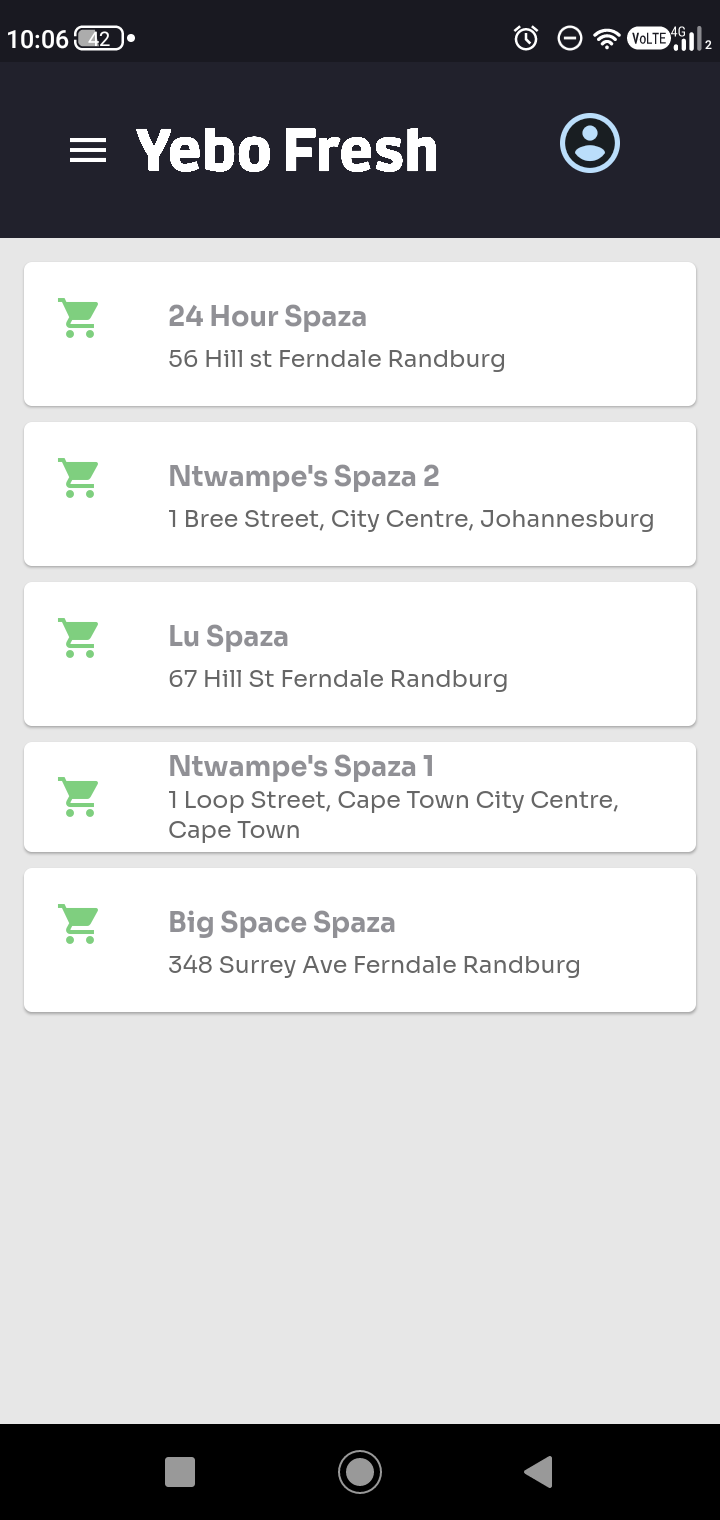 10:06 42 VoLTE 4G 2
Yebo Fresh
24 Hour Spaza
56 Hill st Ferndale Randburg
Ntwampe's Spaza 2
1 Bree Street, City Centre, Johannesburg
Lu Spaza
67 Hill St Ferndale Randburg
Ntwampe's Spaza 1
1 Loop Street, Cape Town City Centre,
Cape Town
Big Space Spaza
348 Surrey Ave Ferndale Randburg